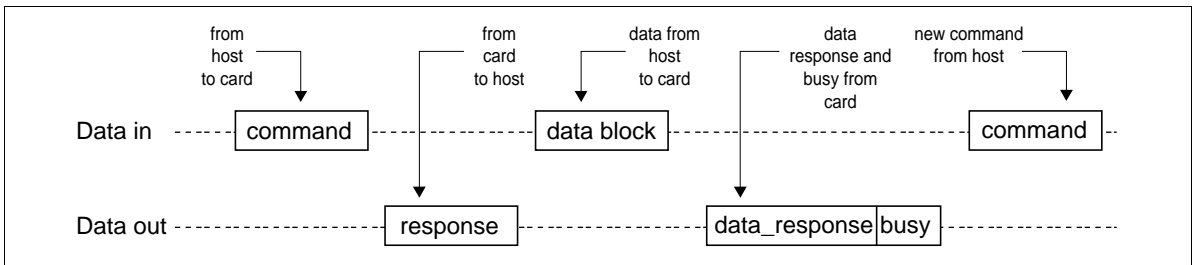 from
host
to card
from
card
to host
data from
host
to card
data
response and
busy from
card
new command
from host
Data in
command
data block
command
Data out
response
data_response
busy